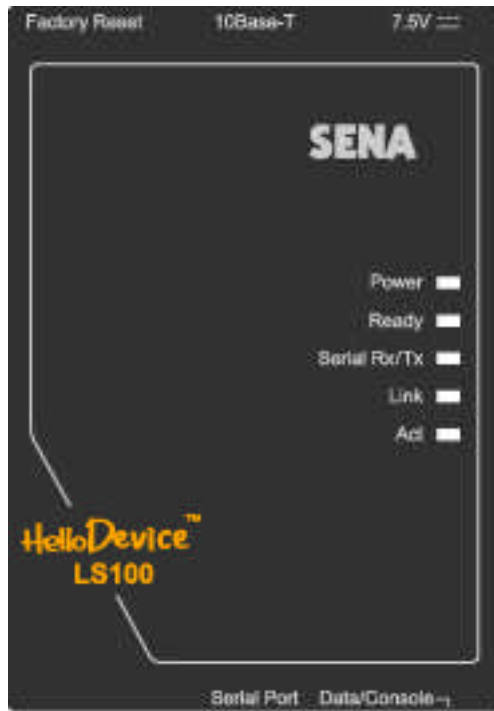 Factory Reset 10Base-T 7.5V
SENA
Power
Ready
Serial Rx/Tx
Link
Act
HelloDevice™
LS100
Serial Port Data/Console